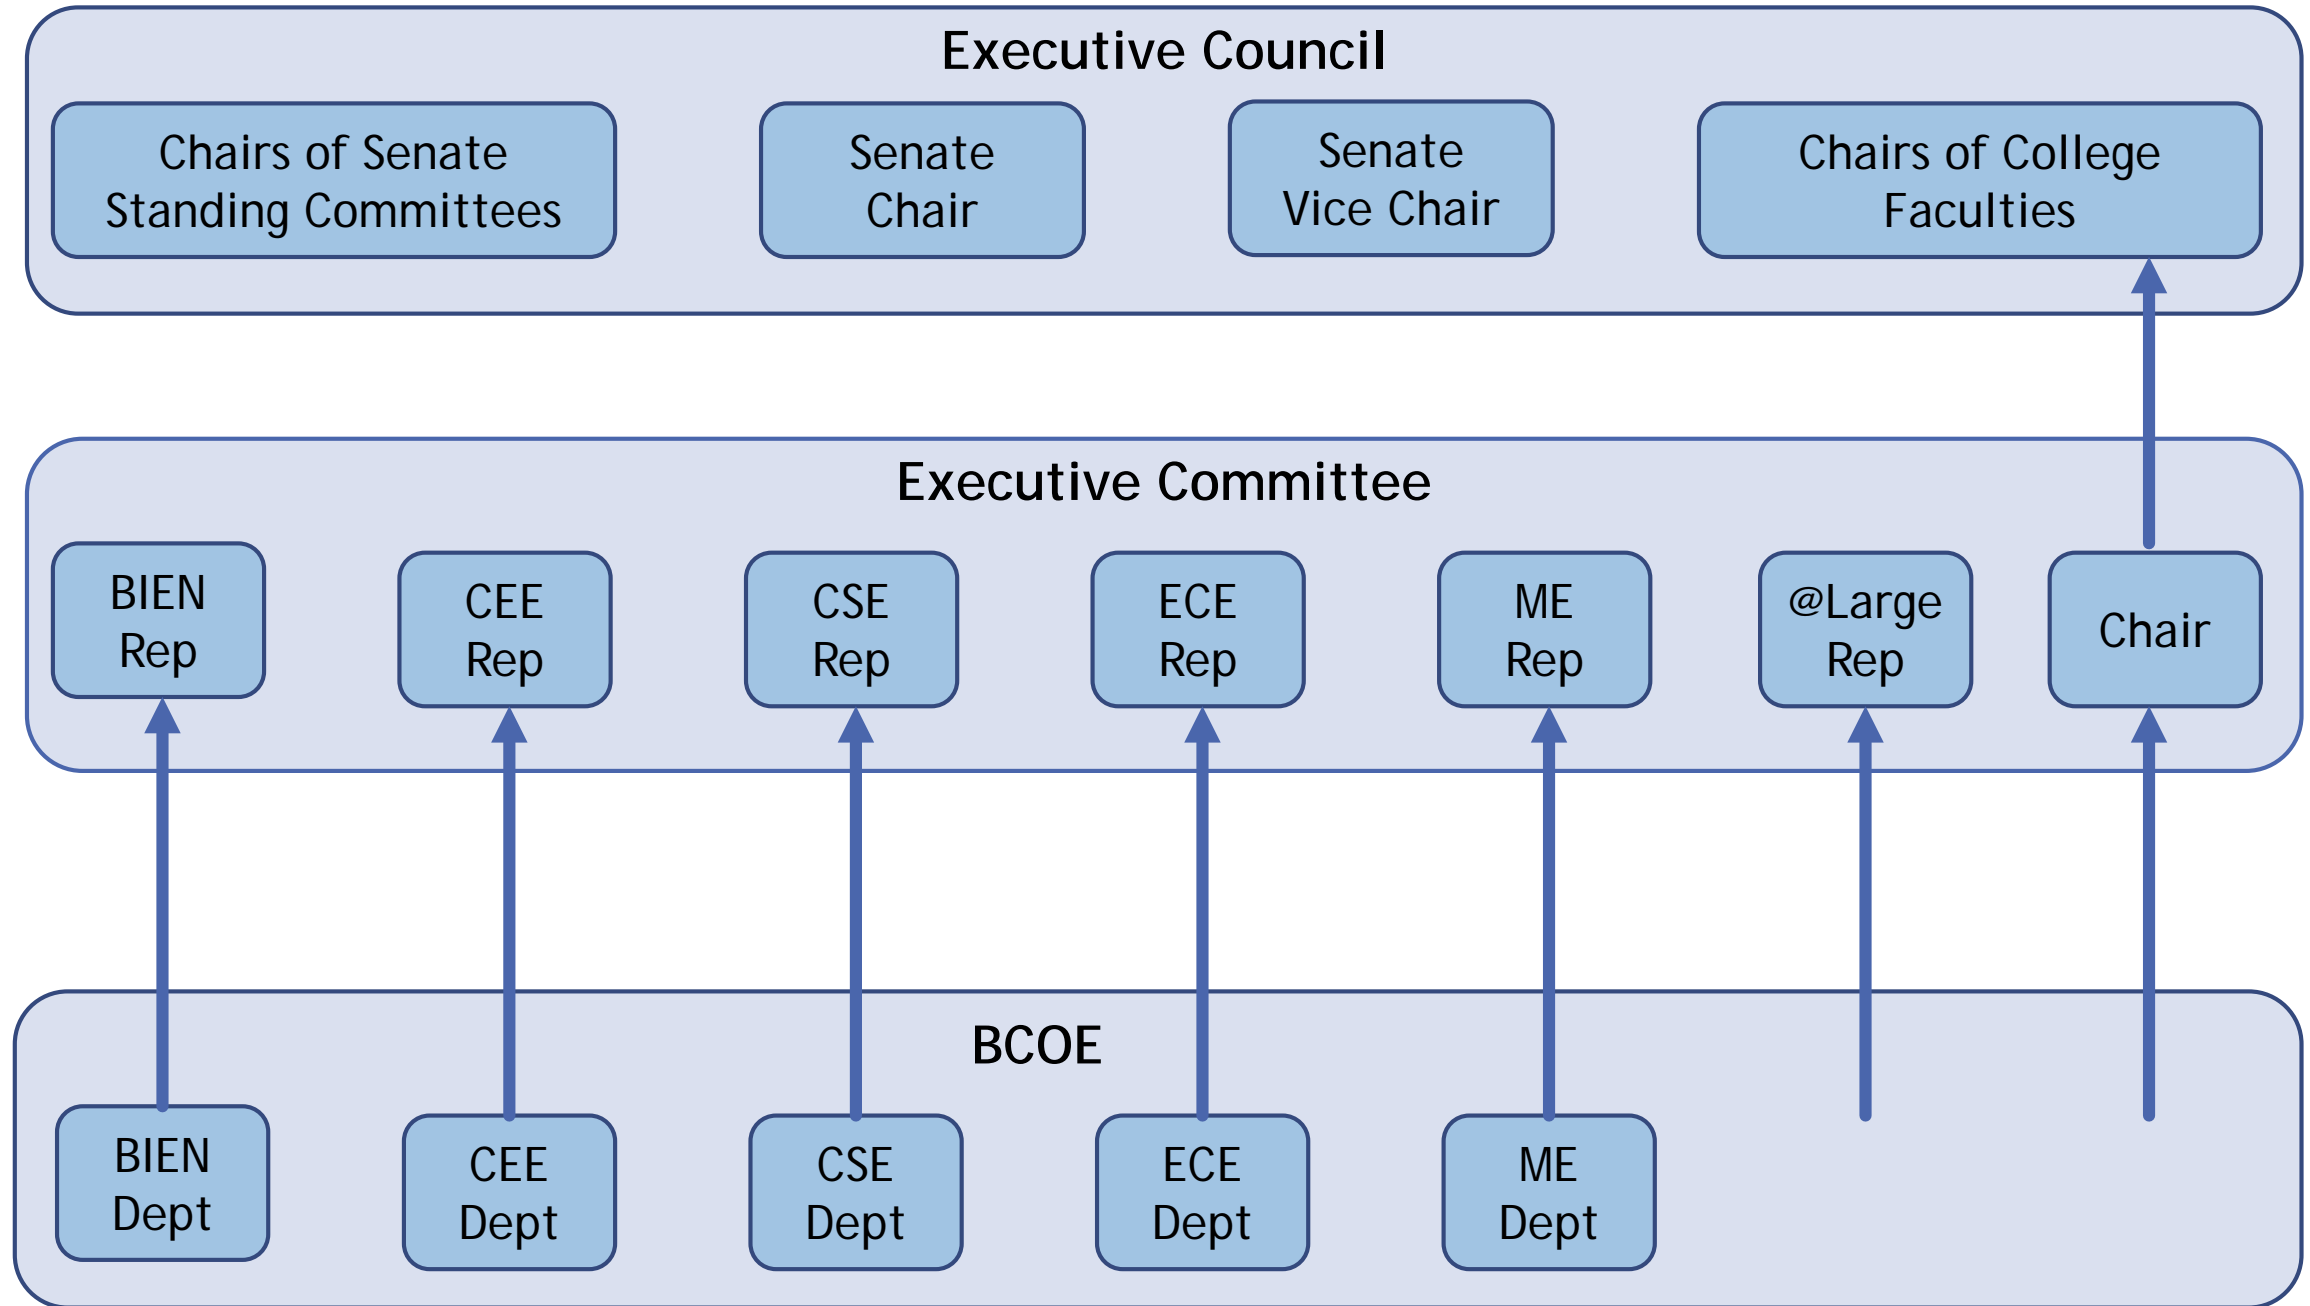 Executive Council
Chairs of Senate
Standing Committees
Senate
Chair
Senate
Vice Chair
Chairs of College
Faculties
Executive Committee
BIEN
Rep
CEE
Rep
CSE
Rep
ECE
Rep
ME
Rep
@Large
Rep
Chair
BCOE
BIEN
Dept
CEE
Dept
CSE
Dept
ECE
Dept
ME
Dept